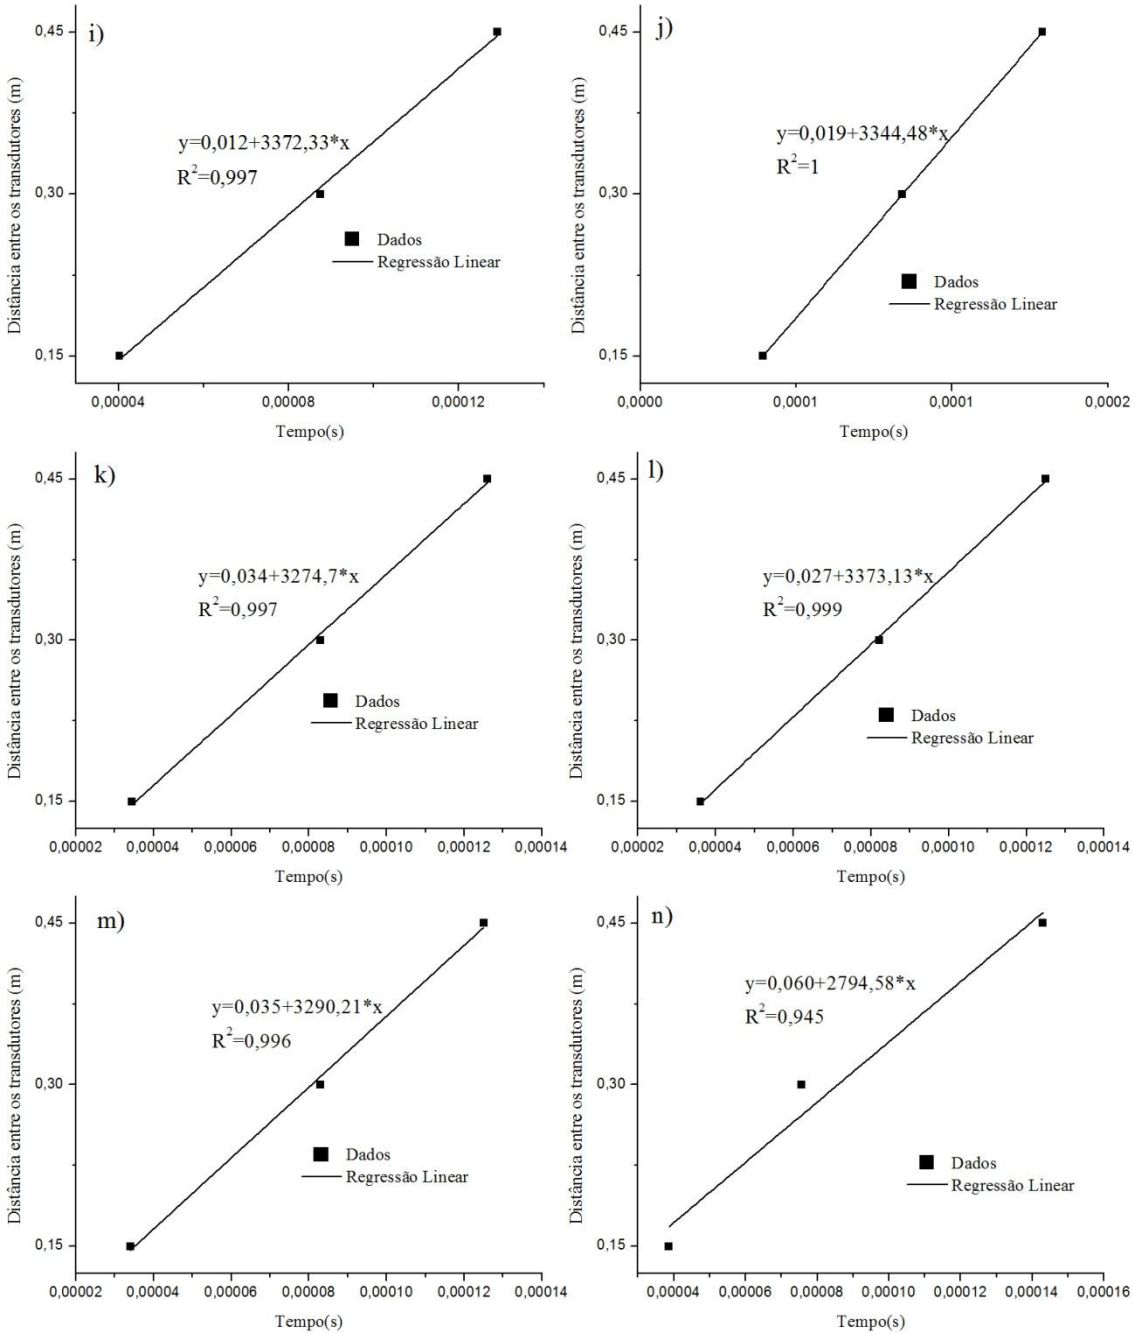 i)
Distância entre os transdutores (m)
0,45
0,30
0,15
y=0,012+3372,33*x
R²=0,997
Dados
Regressão Linear
0,00004
0,00008
0,00012
Tempo(s)
j)
Distância entre os transdutores (m)
0,45
0,30
0,15
y=0,019+3344,48*x
R²=1
Dados
Regressão Linear
0,0000
0,0001
0,0001
0,0002
Tempo(s)
k)
Distância entre os transdutores (m)
0,45
0,30
0,15
y=0,034+3274,7*x
R²=0,997
Dados
Regressão Linear
0,00002
0,00004
0,00006
0,00008
0,00010
0,00012
0,00014
Tempo(s)
l)
Distância entre os transdutores (m)
0,45
0,30
0,15
y=0,027+3373,13*x
R²=0,999
Dados
Regressão Linear
0,00002
0,00004
0,00006
0,00008
0,00010
0,00012
0,00014
Tempo(s)
m)
Distância entre os transdutores (m)
0,45
0,30
0,15
y=0,035+3290,21*x
R²=0,996
Dados
Regressão Linear
0,00002
0,00004
0,00006
0,00008
0,00010
0,00012
0,00014
Tempo(s)
n)
Distância entre os transdutores (m)
0,45
0,30
0,15
y=0,060+2794,58*x
R²=0,945
Dados
Regressão Linear
0,00004
0,00006
0,00008
0,00010
0,00012
0,00014
0,00016
Tempo(s)